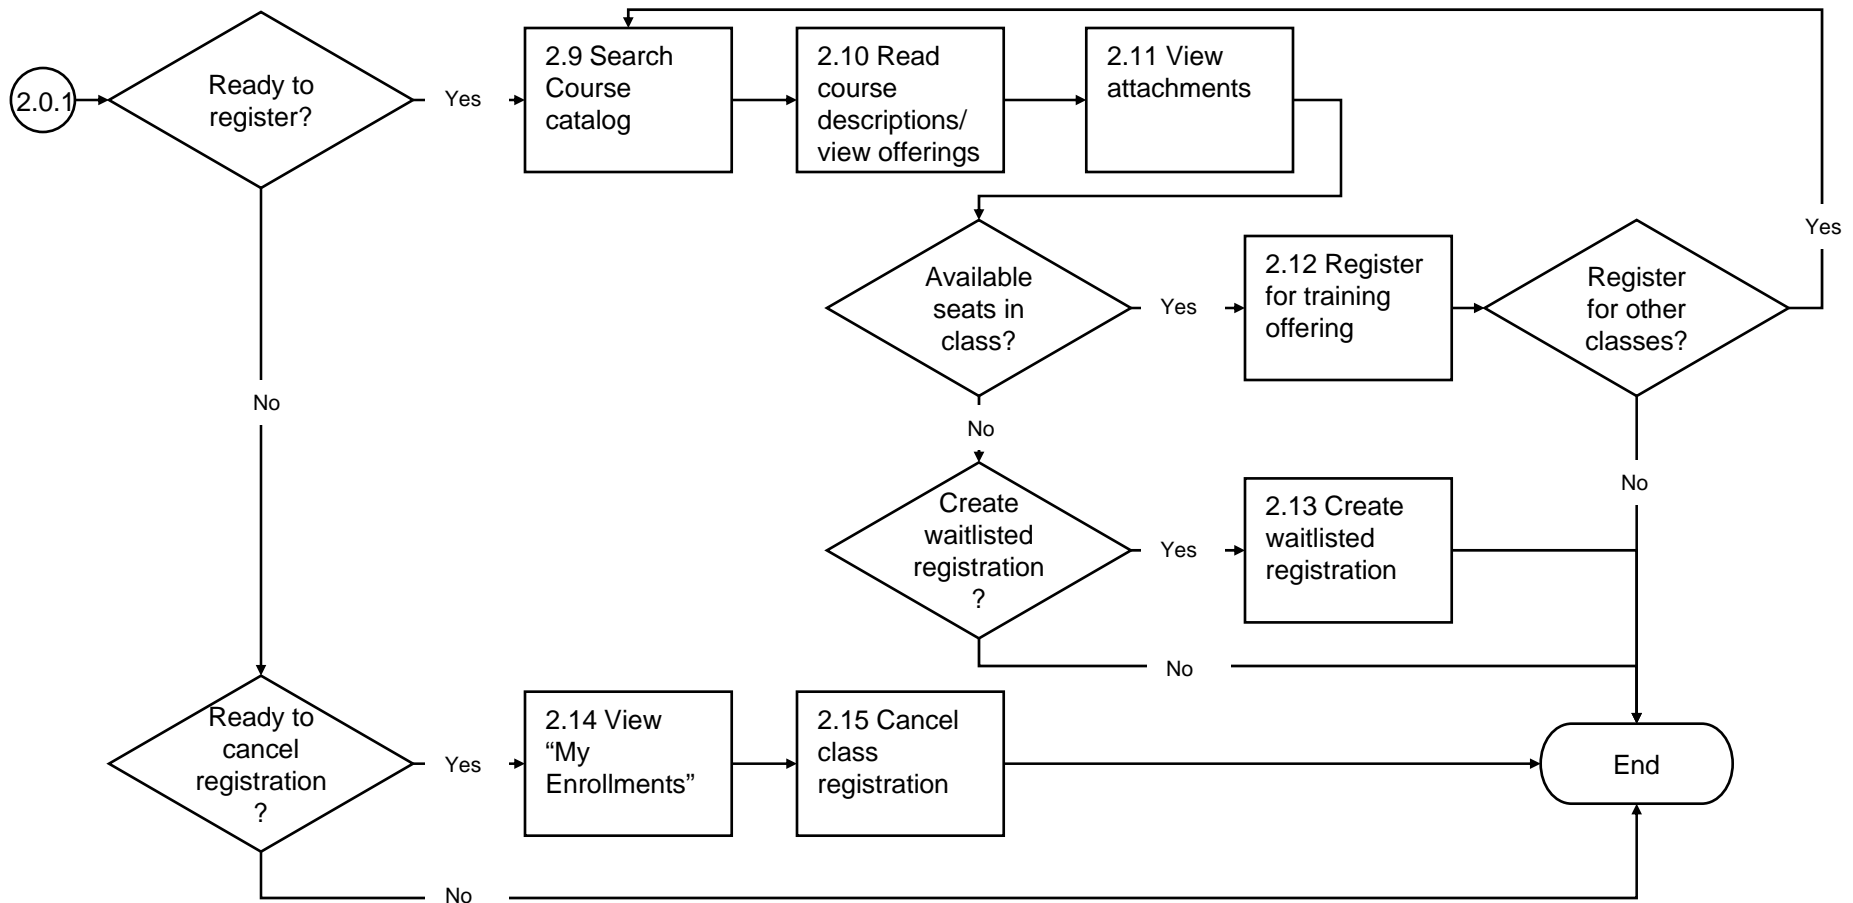 2.0.1
Ready to
register?
Yes
2.9 Search
Course
catalog
2.10 Read
course
descriptions/
view offerings
2.11 View
attachments
Yes
Available
seats in
class?
Yes
2.12 Register
for training
offering
Register
for other
classes?
No
No
No
Create
waitlisted
registration
?
Yes
2.13 Create
waitlisted
registration
No
Ready to
cancel
registration
?
Yes
2.14 View
“My
Enrollments”
2.15 Cancel
class
registration
End
No